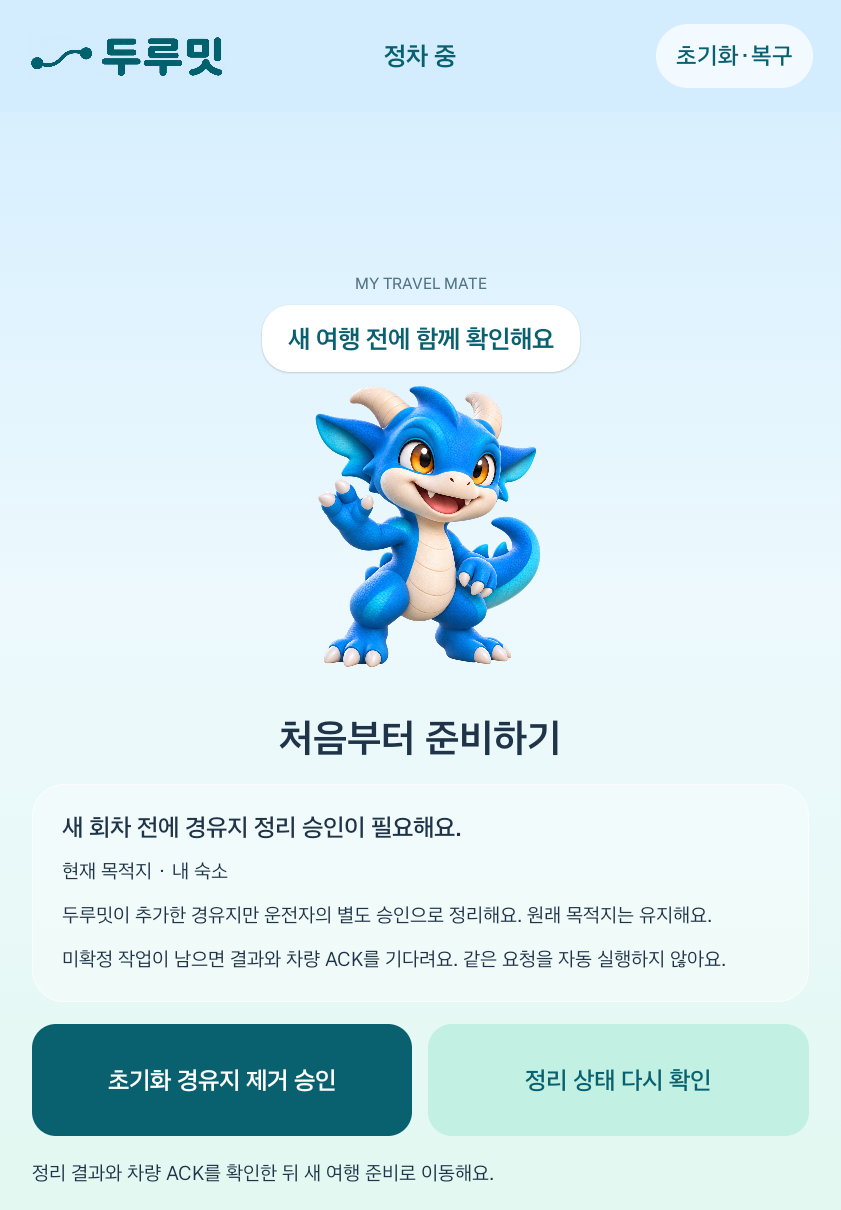 두루밋
정차 중
초기화·복구
MY TRAVEL MATE
새 여행 전에 함께 확인해요
처음부터 준비하기
새 회차 전에 경유지 정리 승인이 필요해요.
현재 목적지 · 내 숙소
두루밋이 추가한 경유지만 운전자의 별도 승인으로 정리해요. 원래 목적지는 유지해요.
미확정 작업이 남으면 결과와 차량 ACK를 기다려요. 같은 요청을 자동 실행하지 않아요.
초기화 경유지 제거 승인
정리 상태 다시 확인
정리 결과와 차량 ACK를 확인한 뒤 새 여행 준비로 이동해요.